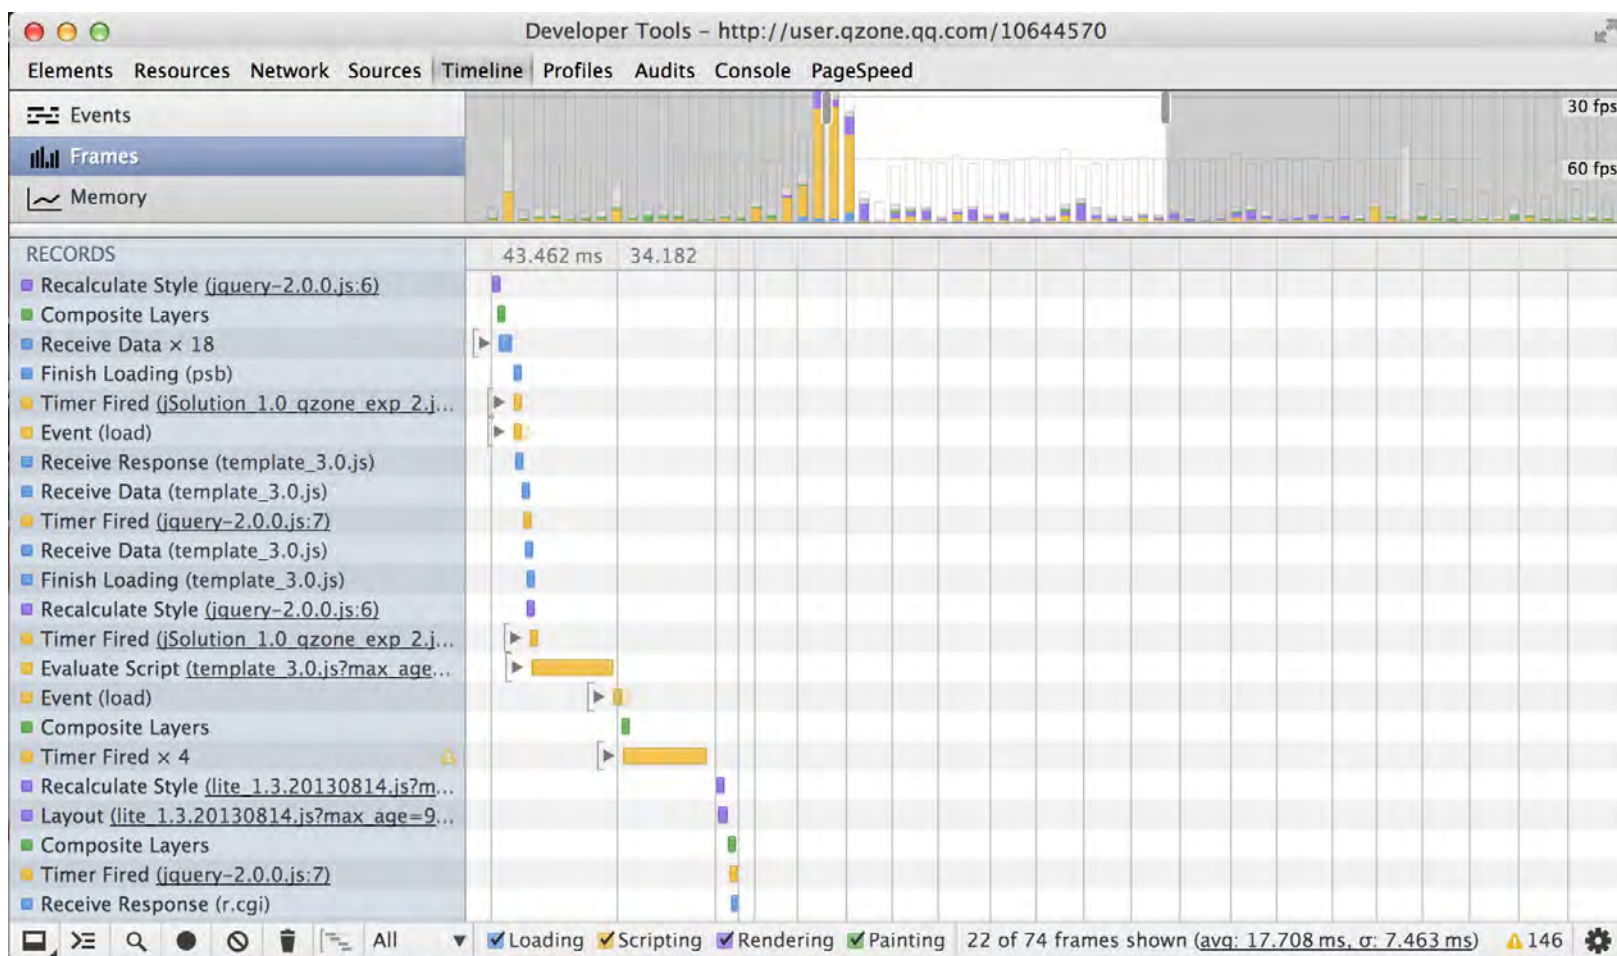 Developer Tools – http://user.qzone.qq.com/10644570
Elements Resources Network Sources Timeline Profiles Audits Console PageSpeed
Events
30 fps
Frames
60 fps
Memory
RECORDS 43.462 ms 34.182
Recalculate Style (jquery-2.0.0.js:6)
Composite Layers
Receive Data × 18
Finish Loading (psb)
Timer Fired (jSolution_1.0_qzone_exp_2.j...
Event (load)
Receive Response (template_3.0.js)
Receive Data (template_3.0.js)
Timer Fired (jquery-2.0.0.js:7)
Receive Data (template_3.0.js)
Finish Loading (template_3.0.js)
Recalculate Style (jquery-2.0.0.js:6)
Timer Fired (jSolution_1.0_qzone_exp_2.j...
Evaluate Script (template_3.0.js?max_age...
Event (load)
Composite Layers
Timer Fired × 4
Recalculate Style (lite_1.3.20130814.js?m...
Layout (lite_1.3.20130814.js?max_age=9...
Composite Layers
Timer Fired (jquery-2.0.0.js:7)
Receive Response (r.cgi)
All Loading Scripting Rendering Painting 22 of 74 frames shown (avg: 17.708 ms, σ: 7.463 ms) 146